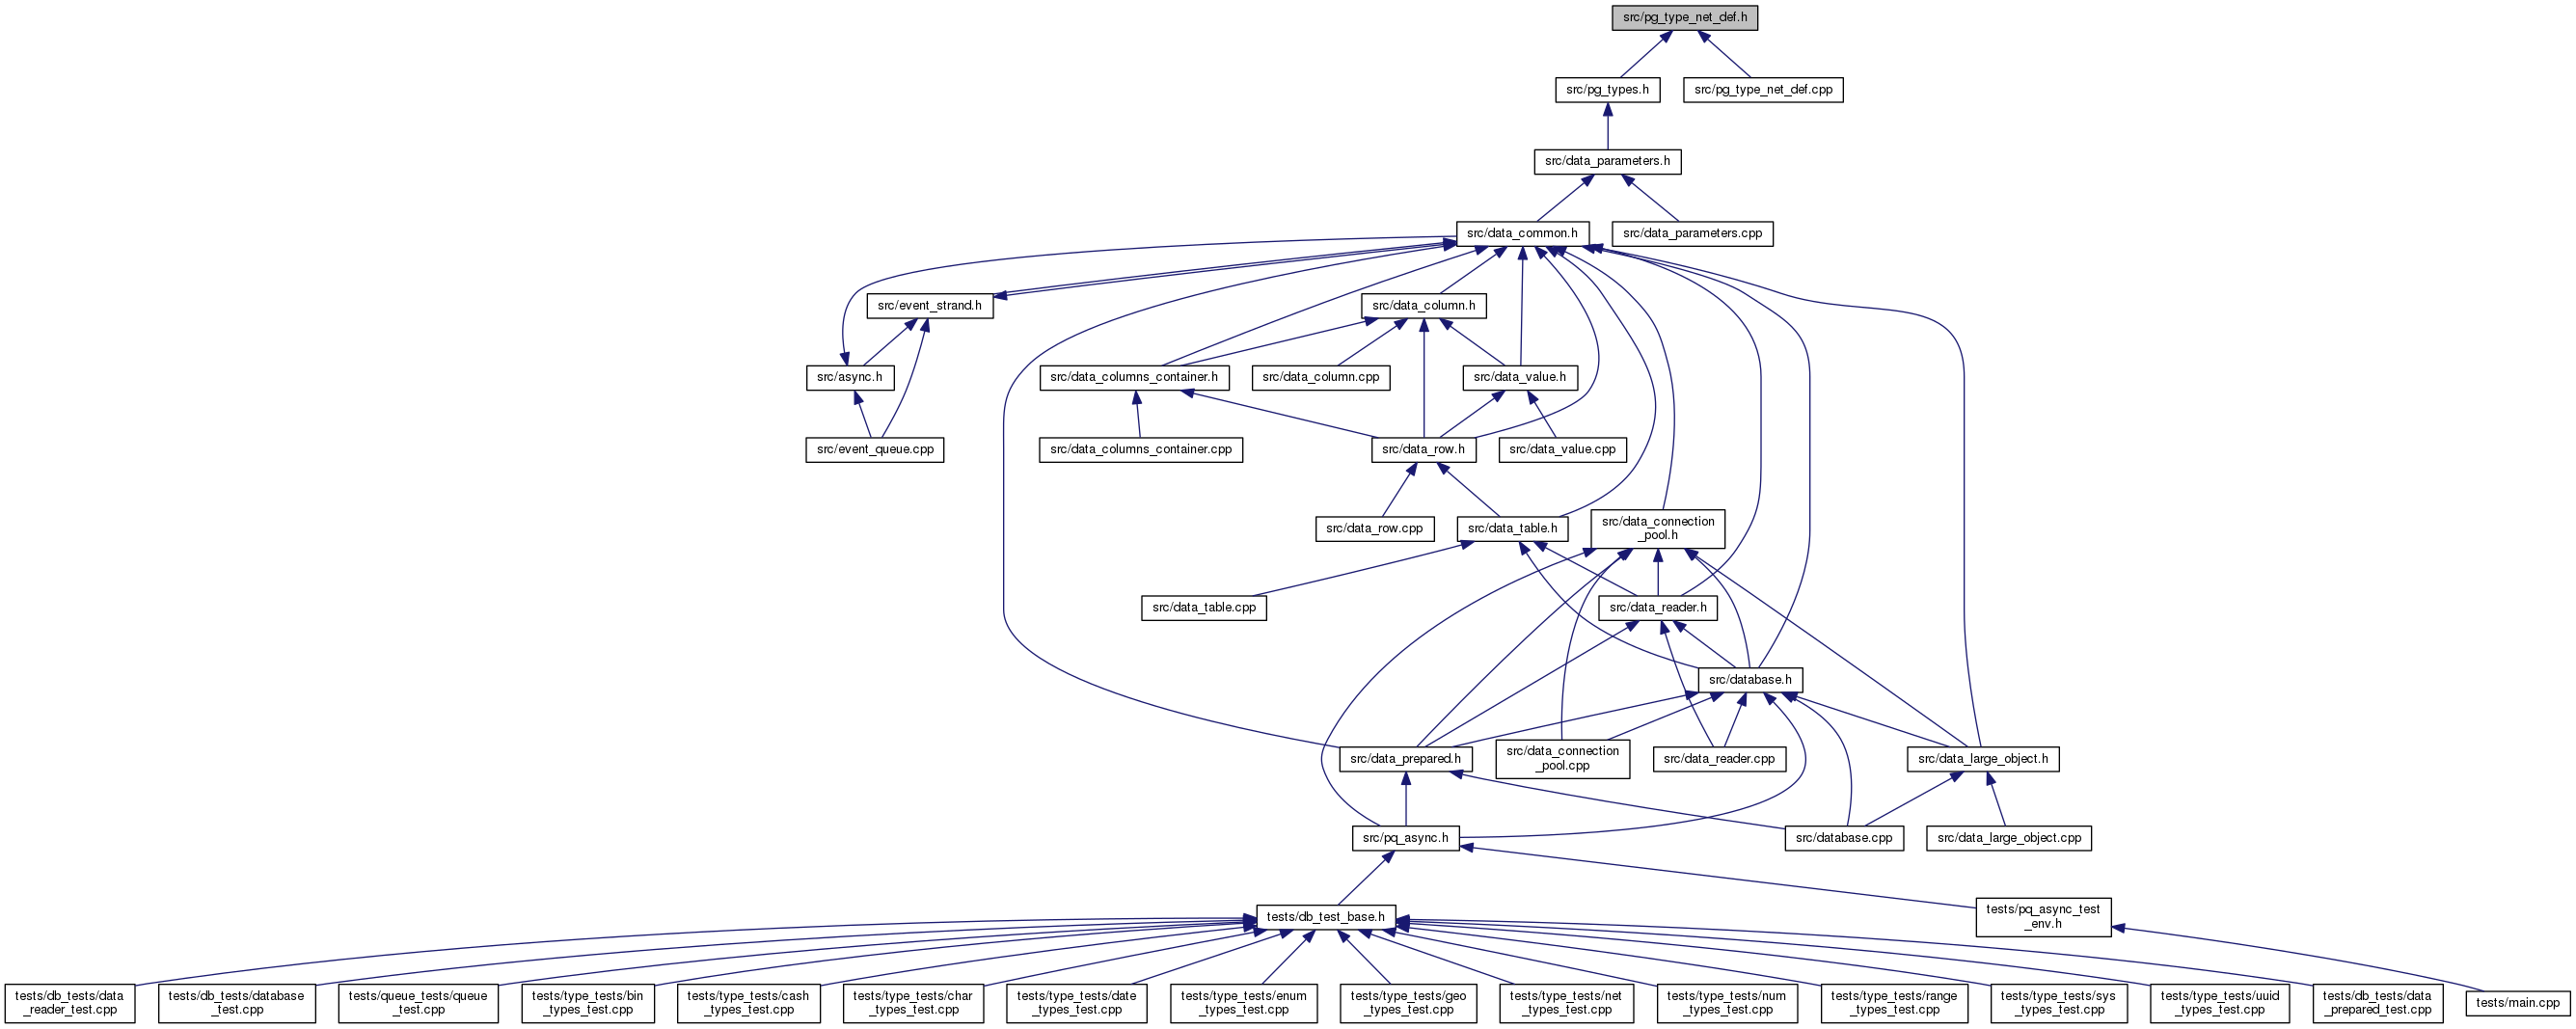 src/pg_type_net_def.h
src/pg_types.h
src/pg_type_net_def.cpp
src/data_parameters.h
src/data_common.h
src/data_parameters.cpp
src/event_strand.h
src/data_column.h
src/async.h
src/data_columns_container.h
src/data_column.cpp
src/data_value.h
src/event_queue.cpp
src/data_columns_container.cpp
src/data_row.h
src/data_value.cpp
src/data_row.cpp
src/data_table.h
src/data_connection
_pool.h
src/data_table.cpp
src/data_reader.h
src/database.h
src/data_prepared.h
src/data_connection
_pool.cpp
src/data_reader.cpp
src/data_large_object.h
src/pq_async.h
src/database.cpp
src/data_large_object.cpp
tests/db_test_base.h
tests/pq_async_test
_env.h
tests/db_tests/data
_reader_test.cpp
tests/db_tests/database
_test.cpp
tests/queue_tests/queue
_test.cpp
tests/type_tests/bin
_types_test.cpp
tests/type_tests/cash
_types_test.cpp
tests/type_tests/char
_types_test.cpp
tests/type_tests/date
_types_test.cpp
tests/type_tests/enum
_types_test.cpp
tests/type_tests/geo
_types_test.cpp
tests/type_tests/net
_types_test.cpp
tests/type_tests/num
_types_test.cpp
tests/type_tests/range
_types_test.cpp
tests/type_tests/sys
_types_test.cpp
tests/type_tests/uuid
_types_test.cpp
tests/db_tests/data
_prepared_test.cpp
tests/main.cpp